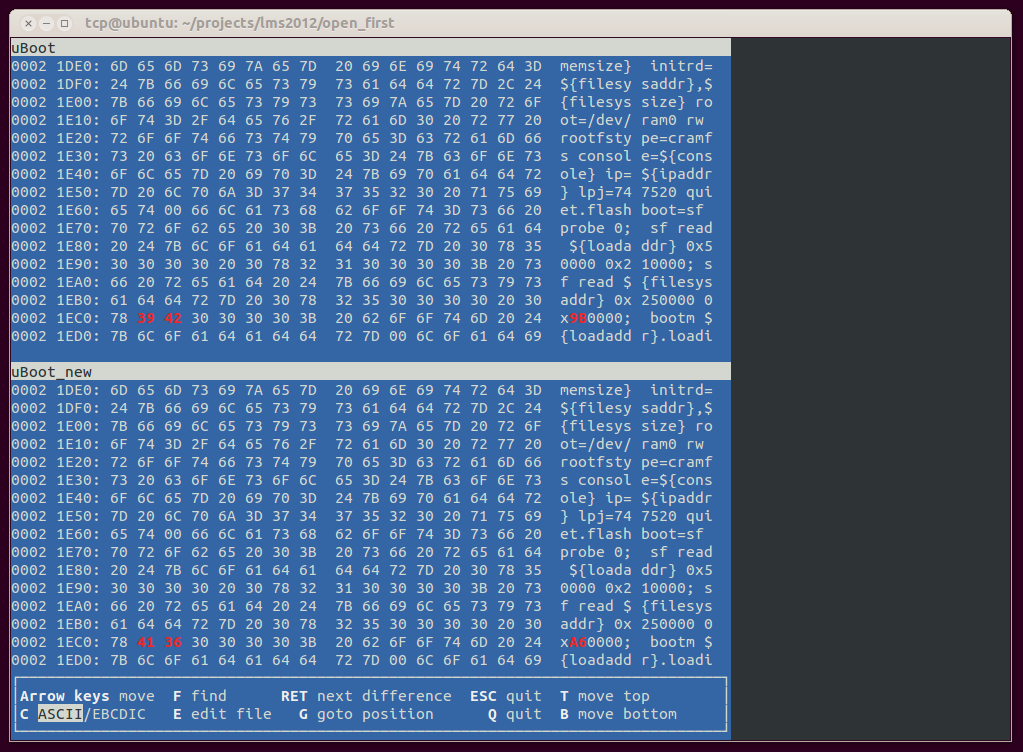 tcp@ubuntu: ~/projects/lms2012/open_first
uBoot
0002 1DE0: 6D 65 6D 73 69 7A 65 7D  20 69 6E 69 74 72 64 3D  memsize}  initrd=
0002 1DF0: 24 7B 66 69 6C 65 73 79  73 61 64 64 72 7D 2C 24  ${filesy saddr},$
0002 1E00: 7B 66 69 6C 65 73 79 73  73 69 7A 65 7D 20 72 6F  {filesys size} ro
0002 1E10: 6F 74 3D 2F 64 65 76 2F  72 61 6D 30 20 72 77 20  ot=/dev/ ram0 rw
0002 1E20: 72 6F 6F 74 66 73 74 79  70 65 3D 63 72 61 6D 66  rootfsty pe=cramf
0002 1E30: 73 20 63 6F 6E 73 6F 6C  65 3D 24 7B 63 6F 6E 73  s consol e=${cons
0002 1E40: 6F 6C 65 7D 20 69 70 3D  24 7B 69 70 61 64 64 72  ole} ip= ${ipaddr
0002 1E50: 7D 20 6C 70 6A 3D 37 34  37 35 32 30 20 71 75 69  } lpj=74 7520 qui
0002 1E60: 65 74 00 66 6C 61 73 68  62 6F 6F 74 3D 73 66 20  et.flash boot=sf
0002 1E70: 70 72 6F 62 65 20 30 3B  20 73 66 20 72 65 61 64  probe 0;  sf read
0002 1E80: 20 24 7B 6C 6F 61 64 61  64 64 72 7D 20 30 78 35   ${loada ddr} 0x5
0002 1E90: 30 30 30 30 20 30 78 32  31 30 30 30 30 3B 20 73  0000 0x2 10000; s
0002 1EA0: 66 20 72 65 61 64 20 24  7B 66 69 6C 65 73 79 73  f read $ {filesys
0002 1EB0: 61 64 64 72 7D 20 30 78  32 35 30 30 30 30 20 30  addr} 0x 250000 0
0002 1EC0: 78 39 42 30 30 30 30 3B  20 62 6F 6F 74 6D 20 24  x9B0000;  bootm $
0002 1ED0: 7B 6C 6F 61 64 61 64 64  72 7D 00 6C 6F 61 64 69  {loadadd r}.loadi
uBoot_new
0002 1DE0: 6D 65 6D 73 69 7A 65 7D  20 69 6E 69 74 72 64 3D  memsize}  initrd=
0002 1DF0: 24 7B 66 69 6C 65 73 79  73 61 64 64 72 7D 2C 24  ${filesy saddr},$
0002 1E00: 7B 66 69 6C 65 73 79 73  73 69 7A 65 7D 20 72 6F  {filesys size} ro
0002 1E10: 6F 74 3D 2F 64 65 76 2F  72 61 6D 30 20 72 77 20  ot=/dev/ ram0 rw
0002 1E20: 72 6F 6F 74 66 73 74 79  70 65 3D 63 72 61 6D 66  rootfsty pe=cramf
0002 1E30: 73 20 63 6F 6E 73 6F 6C  65 3D 24 7B 63 6F 6E 73  s consol e=${cons
0002 1E40: 6F 6C 65 7D 20 69 70 3D  24 7B 69 70 61 64 64 72  ole} ip= ${ipaddr
0002 1E50: 7D 20 6C 70 6A 3D 37 34  37 35 32 30 20 71 75 69  } lpj=74 7520 qui
0002 1E60: 65 74 00 66 6C 61 73 68  62 6F 6F 74 3D 73 66 20  et.flash boot=sf
0002 1E70: 70 72 6F 62 65 20 30 3B  20 73 66 20 72 65 61 64  probe 0;  sf read
0002 1E80: 20 24 7B 6C 6F 61 64 61  64 64 72 7D 20 30 78 35   ${loada ddr} 0x5
0002 1E90: 30 30 30 30 20 30 78 32  31 30 30 30 30 3B 20 73  0000 0x2 10000; s
0002 1EA0: 66 20 72 65 61 64 20 24  7B 66 69 6C 65 73 79 73  f read $ {filesys
0002 1EB0: 61 64 64 72 7D 20 30 78  32 35 30 30 30 30 20 30  addr} 0x 250000 0
0002 1EC0: 78 41 36 30 30 30 30 3B  20 62 6F 6F 74 6D 20 24  xA60000;  bootm $
0002 1ED0: 7B 6C 6F 61 64 61 64 64  72 7D 00 6C 6F 61 64 69  {loadadd r}.loadi
Arrow keys move  F find      RET next difference  ESC quit  T move top
C ASCII/EBCDIC   E edit file   G goto position      Q quit  B move bottom